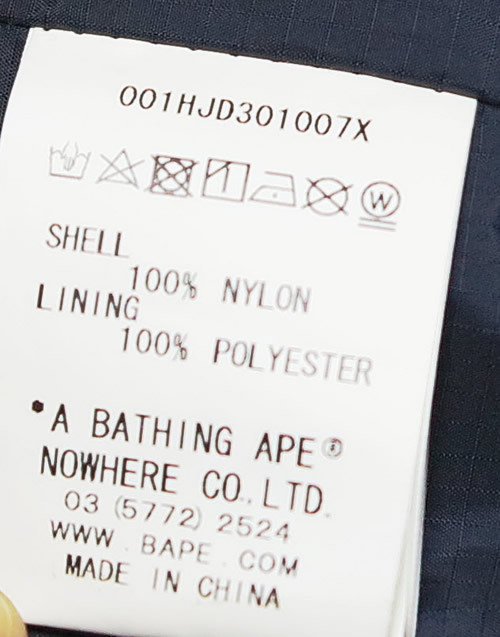 001HJD301007X
W
SHELL
100% NYLON
LINING
100% POLYESTER
•A BATHING APE®
NOWHERE CO.,LTD.
03 (5772) 2524
WWW.BAPE.COM
MADE IN CHINA